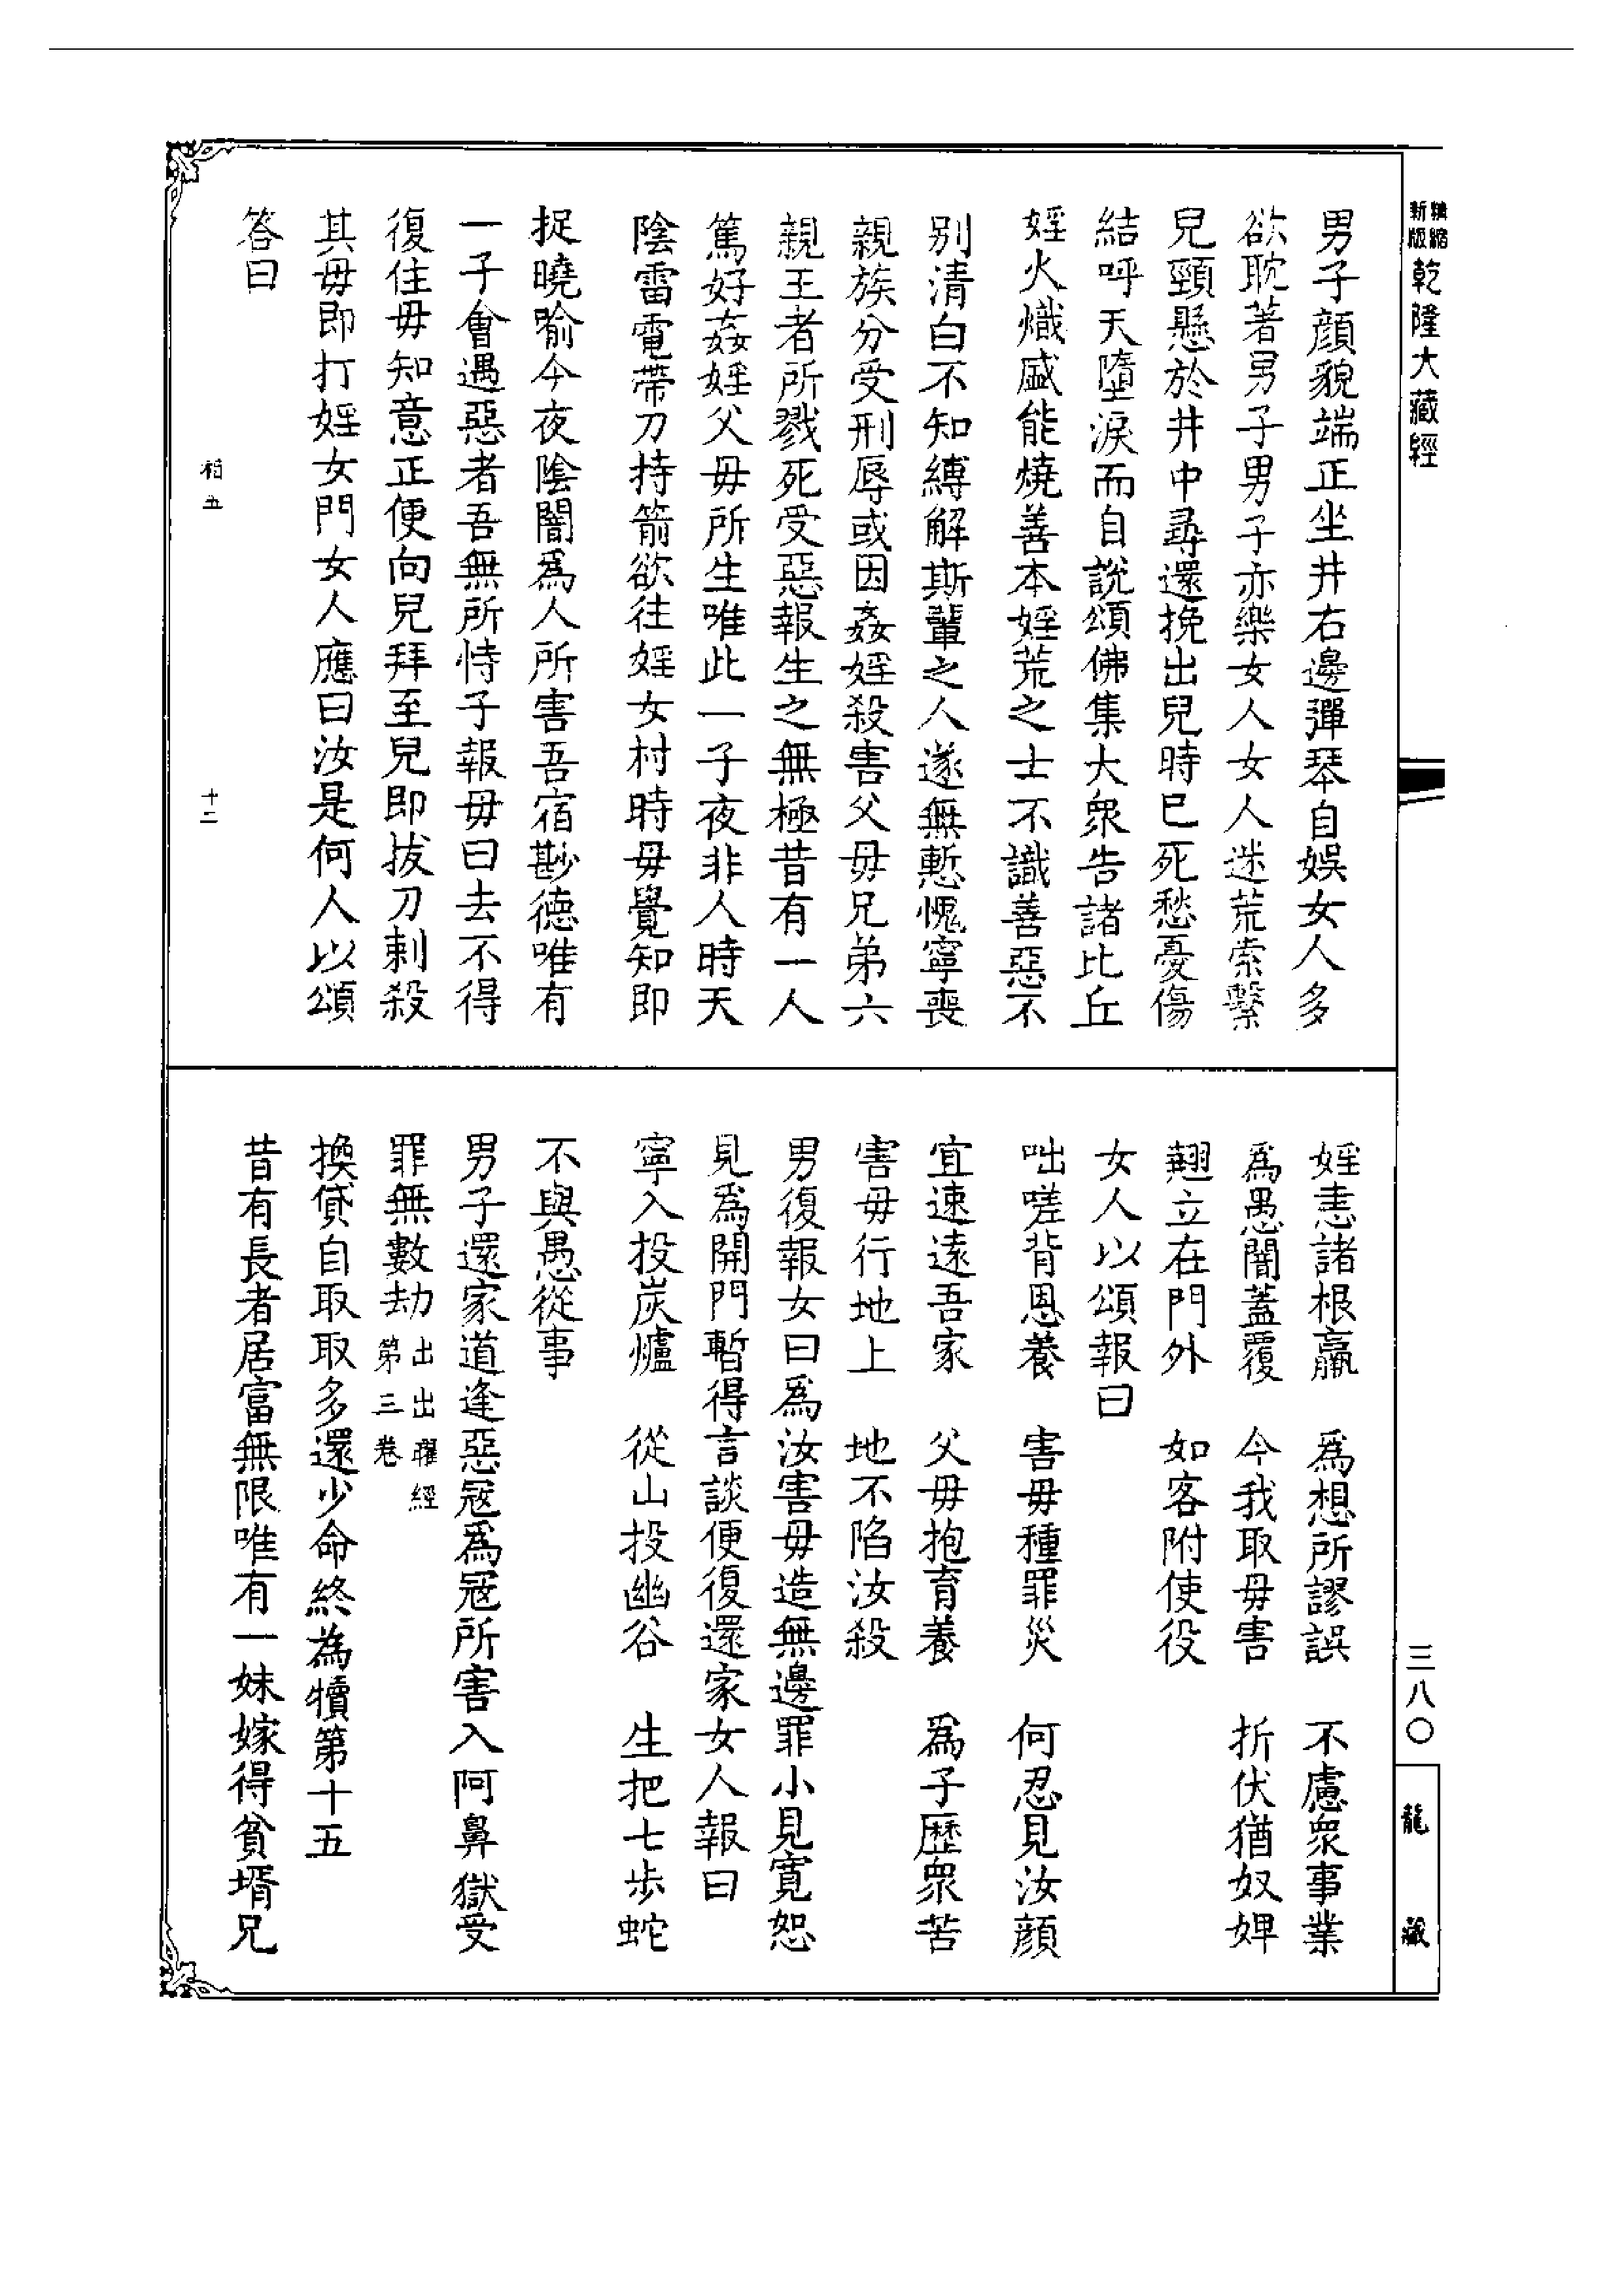 新版精縮乾隆大藏經
男子顏貌端正坐井右邊彈琴自娛女人多
欲耽著男子男子亦樂女人女人迷荒索繫
兒頸懸於井中尋還挽出兒時已死愁憂傷
結呼天墮淚而自說頌佛集大眾告諸比丘
婬火熾盛能燒善本婬荒之士不識善惡不
別清白不知縛解斯輩之人遂無慙愧寧喪
親族分受刑辱或因姦婬殺害父母兄弟六
親王者所戮死受惡報生之無極昔有一人
篤好姦婬父母所生唯此一子夜非人時天
陰雷電帶刀持箭欲往婬女村時母覺知即
捉曉喻今夜陰闇為人所害吾宿尠德唯有
一子會遇惡者吾無所恃子報母曰去不得
復住母知意正便向兒拜至兒即拔刀刺殺
其母即打婬女門女人應曰汝是何人以頌
答曰
五
十二
婬恚諸根羸　為想所謬誤　不慮眾事業
為愚闇蓋覆　今我取母害　折伏猶奴婢
翹立在門外　如客附使役
女人以頌報曰
咄嗟背恩養　害母種罪災　何忍見汝顏
宜速遠吾家　父母抱育養　為子歷眾苦
害母行地上　地不陷汝殺
男復報女曰為汝害母造無邊罪小見寬恕
見為開門暫得言談便復還家女人報曰
寧入投炭爐　從山投幽谷　生把七步蛇
不與愚從事
男子還家道逢惡寇為寇所害入阿鼻獄受
罪無數劫出出曜經第三卷
換貸自取取多還少命終為犢第十五
昔有長者居富無限唯有一妹嫁得貧壻兄
三八〇
龍藏